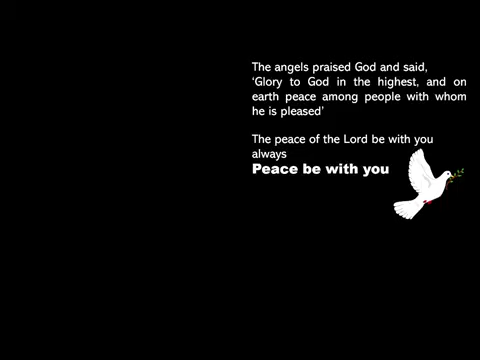 The angels praised God and said,
‘Glory to God in the highest, and on
earth peace among people with whom
he is pleased’
The peace of the Lord be with you
always
Peace be with you